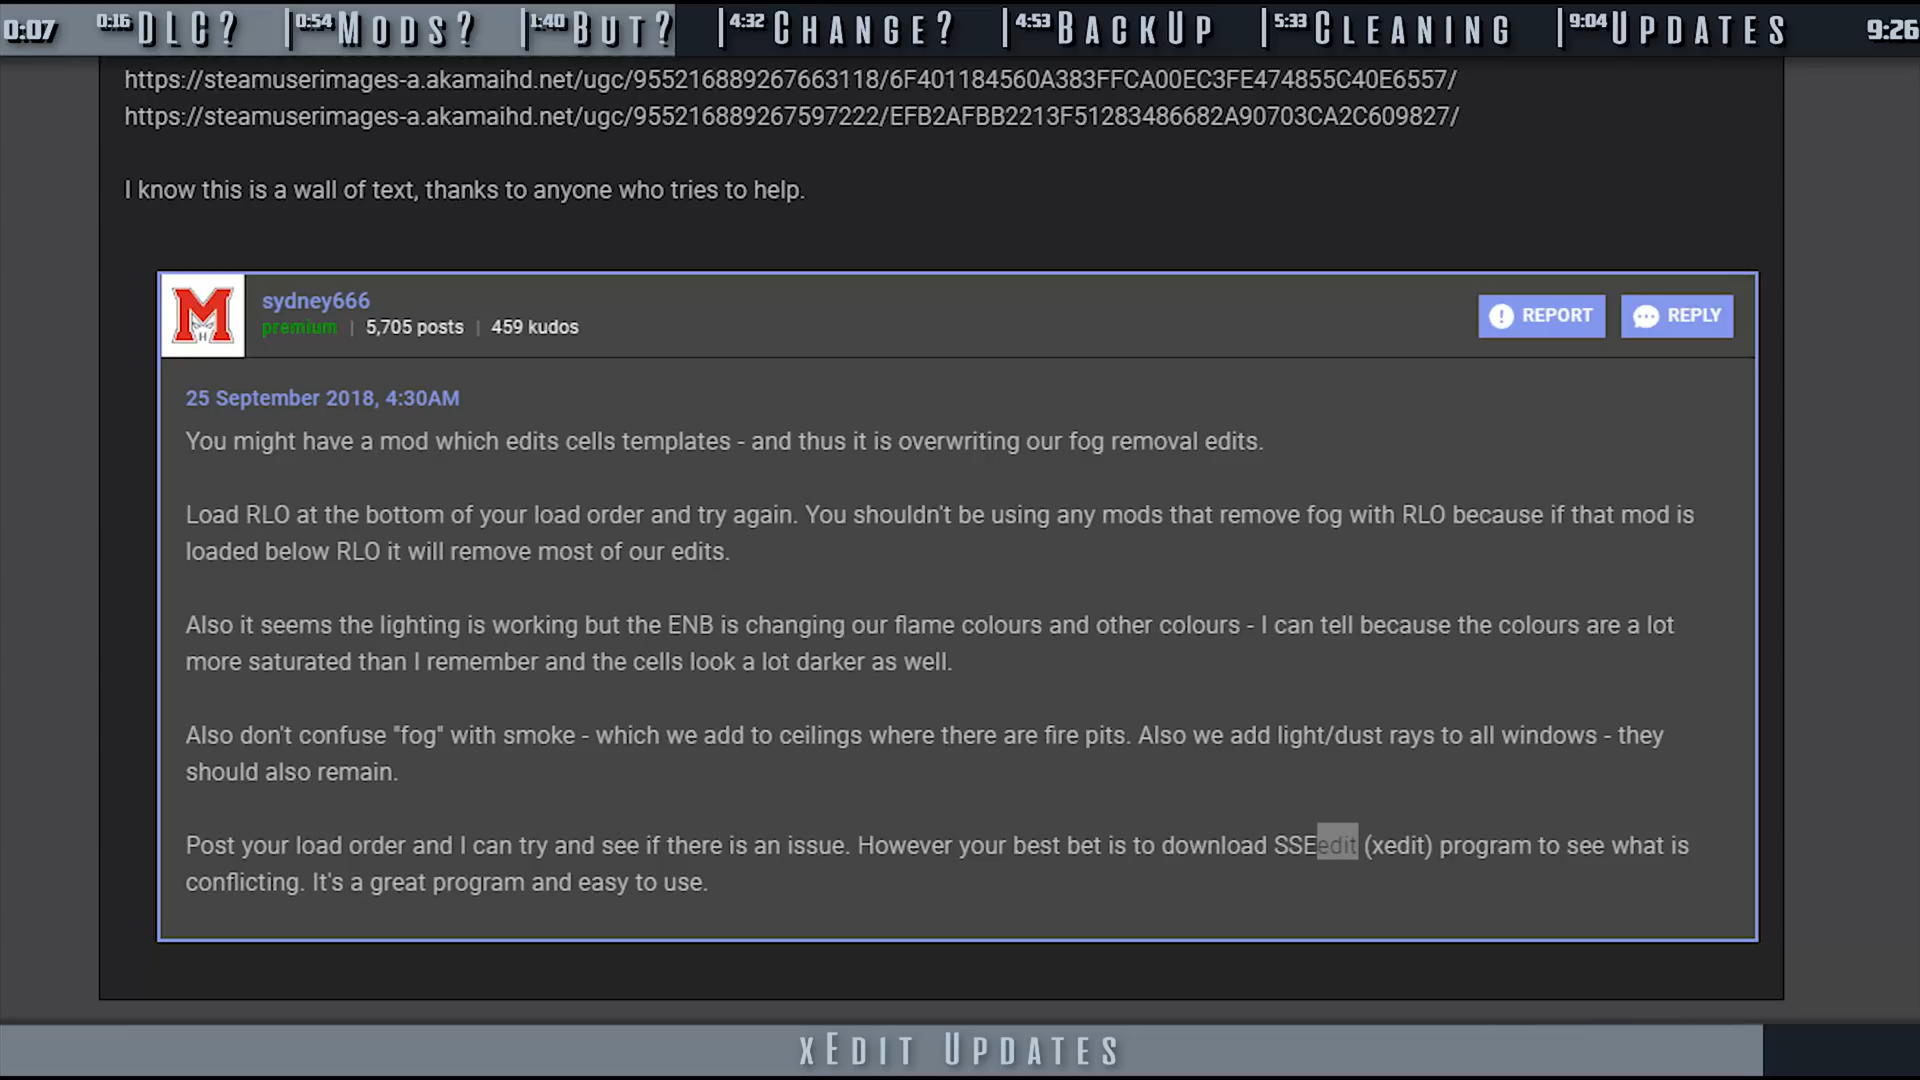 0:07 0:16 DLC? 0:54 MODS? 1:40 BUT? 4:32 CHANGE? 4:53 BACKUP 5:33 CLEANING 9:04 UPDATES 9:26
https://steamuserimages-a.akamaihd.net/ugc/955216889267663118/6F401184560A383FFCA00EC3FE474855C40E6557/
https://steamuserimages-a.akamaihd.net/ugc/955216889267597222/EFB2AFBB2213F51283486682A90703CA2C609827/
I know this is a wall of text, thanks to anyone who tries to help.
M
H
sydney666
premium | 5,705 posts | 459 kudos
REPORT REPLY
25 September 2018, 4:30AM
You might have a mod which edits cells templates - and thus it is overwriting our fog removal edits.
Load RLO at the bottom of your load order and try again. You shouldn't be using any mods that remove fog with RLO because if that mod is
loaded below RLO it will remove most of our edits.
Also it seems the lighting is working but the ENB is changing our flame colours and other colours - I can tell because the colours are a lot
more saturated than I remember and the cells look a lot darker as well.
Also don't confuse "fog" with smoke - which we add to ceilings where there are fire pits. Also we add light/dust rays to all windows - they
should also remain.
Post your load order and I can try and see if there is an issue. However your best bet is to download SSEedit (xedit) program to see what is
conflicting. It's a great program and easy to use.
XEDIT UPDATES